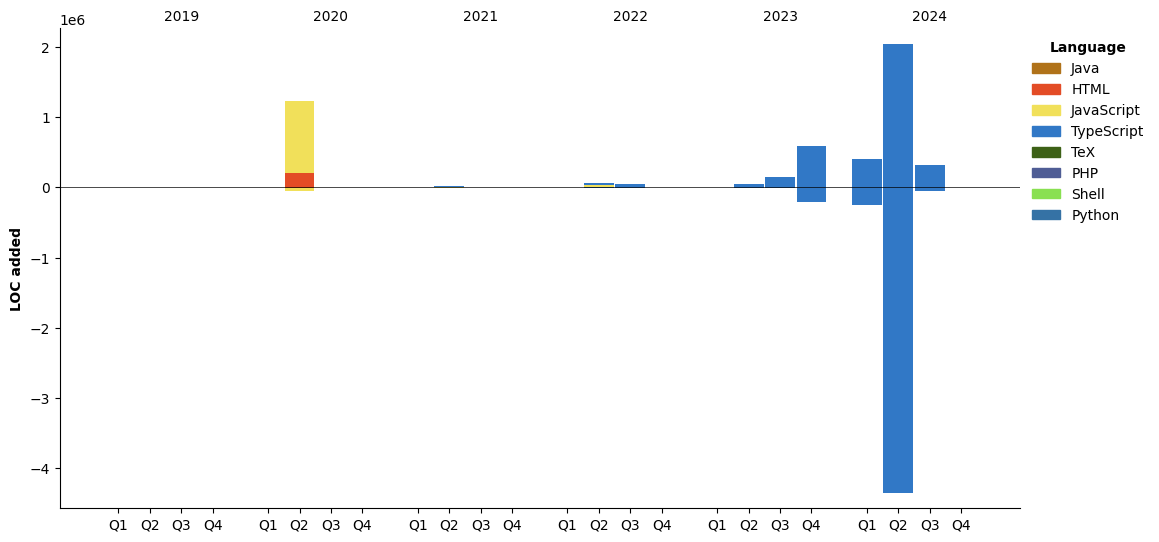 2019 2020 2021 2022 2023 2024
1e6
2
1
0
−1
−2
−3
−4
LOC added
Q1 Q2 Q3 Q4 Q1 Q2 Q3 Q4 Q1 Q2 Q3 Q4 Q1 Q2 Q3 Q4 Q1 Q2 Q3 Q4 Q1 Q2 Q3 Q4
Language
Java
HTML
JavaScript
TypeScript
TeX
PHP
Shell
Python